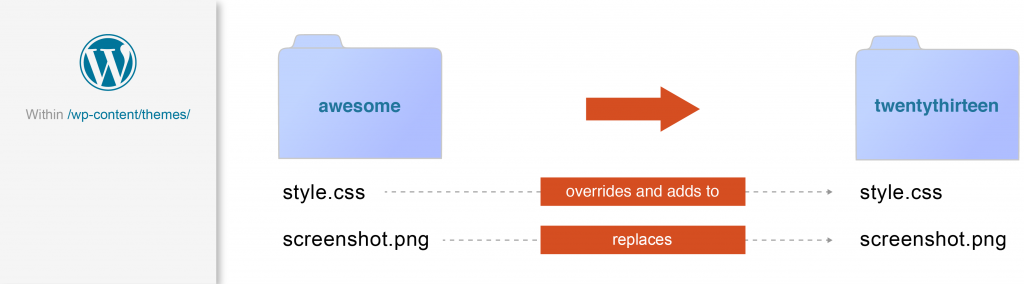 Within /wp-content/themes/
awesome
twentythirteen
style.css
overrides and adds to
style.css
screenshot.png
replaces
screenshot.png